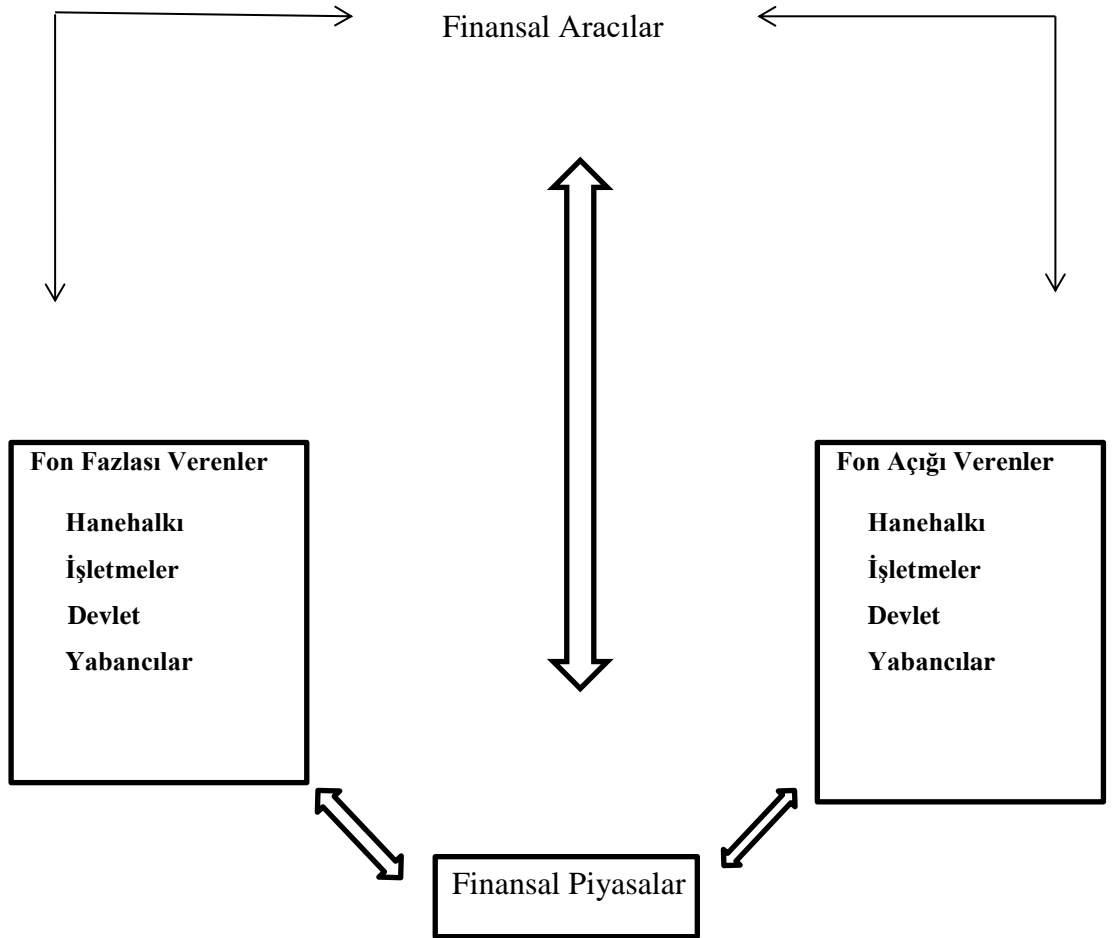 Finansal Aracılar
Fon Fazlası Verenler
Hanehalkı
İşletmeler
Devlet
Yabancılar
Fon Açığı Verenler
Hanehalkı
İşletmeler
Devlet
Yabancılar
Finansal Piyasalar